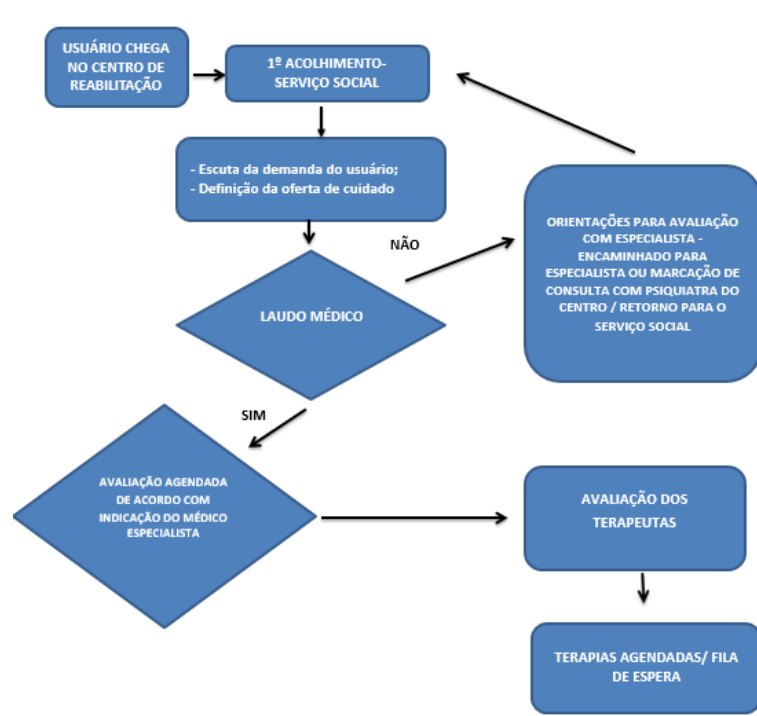 USUÁRIO CHEGA
NO CENTRO DE
REABILITAÇÃO
1º ACOLHIMENTO-
SERVIÇO SOCIAL
- Escuta da demanda do usuário;
- Definição da oferta de cuidado
NÃO
ORIENTAÇÕES PARA AVALIAÇÃO
COM ESPECIALISTA -
ENCAMINHADO PARA
ESPECIALISTA OU MARCAÇÃO DE
CONSULTA COM PSIQUIATRA DO
CENTRO / RETORNO PARA O
SERVIÇO SOCIAL
LAUDO MÉDICO
SIM
AVALIAÇÃO AGENDADA
DE ACORDO COM
INDICAÇÃO DO MÉDICO
ESPECIALISTA
AVALIAÇÃO DOS
TERAPEUTAS
TERAPIAS AGENDADAS/ FILA
DE ESPERA